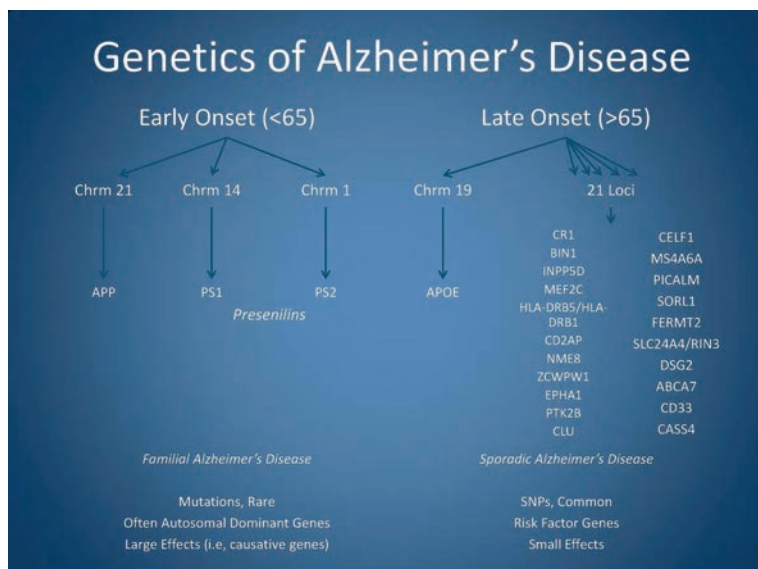 Genetics of Alzheimer's Disease
Early Onset (<65)
Late Onset (>65)
Chrm 21
Chrm 14
Chrm 1
Chrm 19
21 Loci
APP
PS1
PS2
Presenilins
APOE
CR1
BIN1
INPP5D
MEF2C
HLA-DRB5/HLA-
DRB1
CD2AP
NME8
ZCWPW1
EPHA1
PTK2B
CLU
CELF1
MS4A6A
PICALM
SORL1
FERMT2
SLC24A4/RIN3
DSG2
ABCA7
CD33
CASS4
Familial Alzheimer's Disease
Mutations, Rare
Often Autosomal Dominant Genes
Large Effects (i.e, causative genes)
Sporadic Alzheimer's Disease
SNPs, Common
Risk Factor Genes
Small Effects